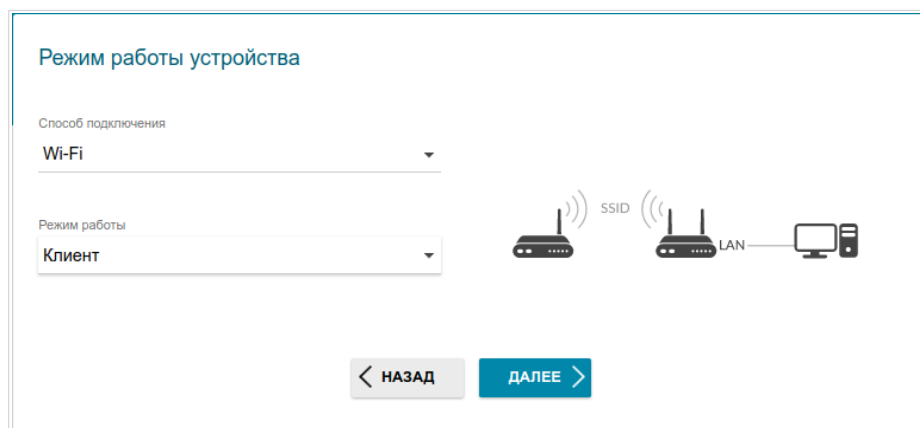 Режим работы устройства
Способ подключения
Wi-Fi
Режим работы
Клиент
SSID
LAN
НАЗАД
ДАЛЕЕ